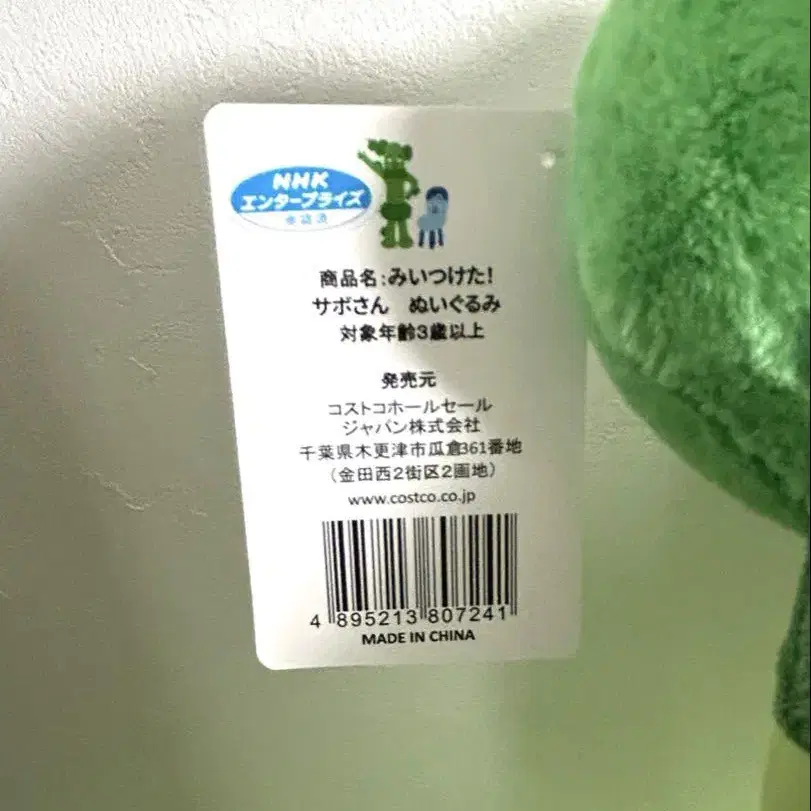 NHK
エンタープライズ
承認済
商品名:みいつけた!
サボさん ぬいぐるみ
対象年齢3歳以上
発売元
コストコホールセール
ジャパン株式会社
千葉県木更津市瓜倉361番地
(金田西2街区2画地)
www.costco.co.jp
4 895213 807241
MADE IN CHINA